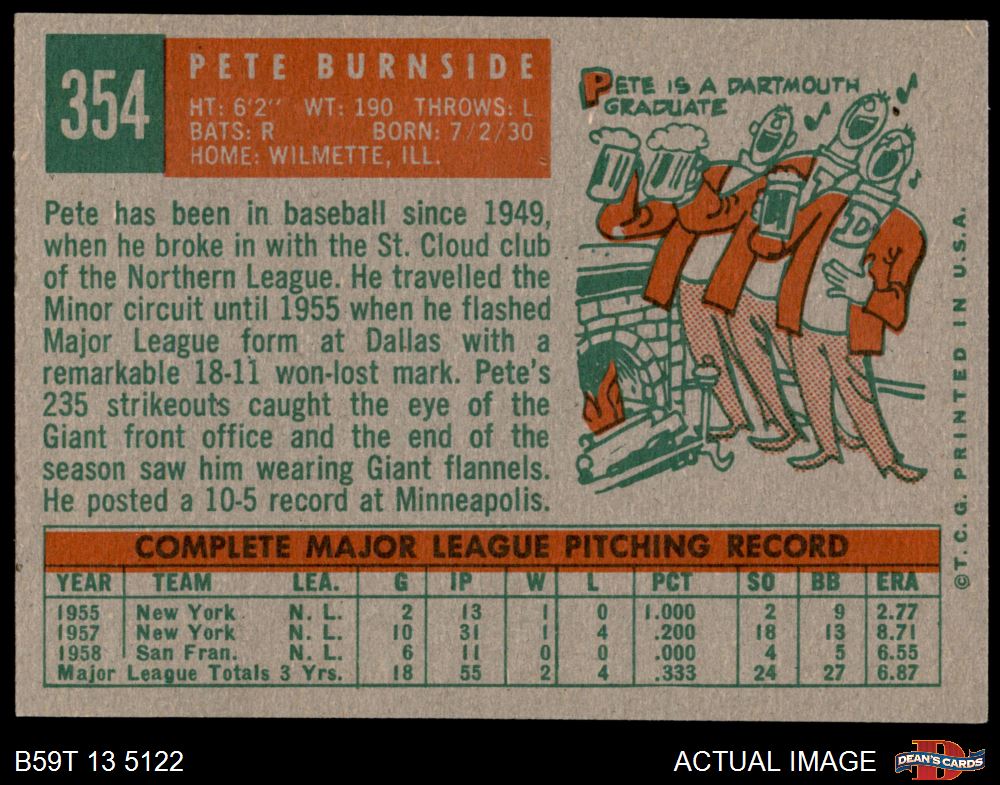 354
PETE BURNSIDE
HT: 6'2" WT: 190 THROWS: L
BATS: R BORN: 7/2/30
HOME: WILMETTE, ILL.
PETE IS A DARTMOUTH
GRADUATE
D
Pete has been in baseball since 1949,
when he broke in with the St. Cloud club
of the Northern League. He travelled the
Minor circuit until 1955 when he flashed
Major League form at Dallas with a
remarkable 18-11 won-lost mark. Pete's
235 strikeouts caught the eye of the
Giant front office and the end of the
season saw him wearing Giant flannels.
He posted a 10-5 record at Minneapolis.
COMPLETE MAJOR LEAGUE PITCHING RECORD
YEAR TEAM LEA. G IP W L PCT SO BB ERA
1955 New York N. L. 2 13 1 0 1.000 2 9 2.77
1957 New York N. L. 10 31 1 4 .200 18 13 8.71
1958 San Fran. N. L. 6 11 0 0 .000 4 5 6.55
Major League Totals 3 Yrs. 18 55 2 4 .333 24 27 6.87
©T. C. G. PRINTED IN U.S.A.
B59T 13 5122
ACTUAL IMAGE
D
DEAN'S CARDS